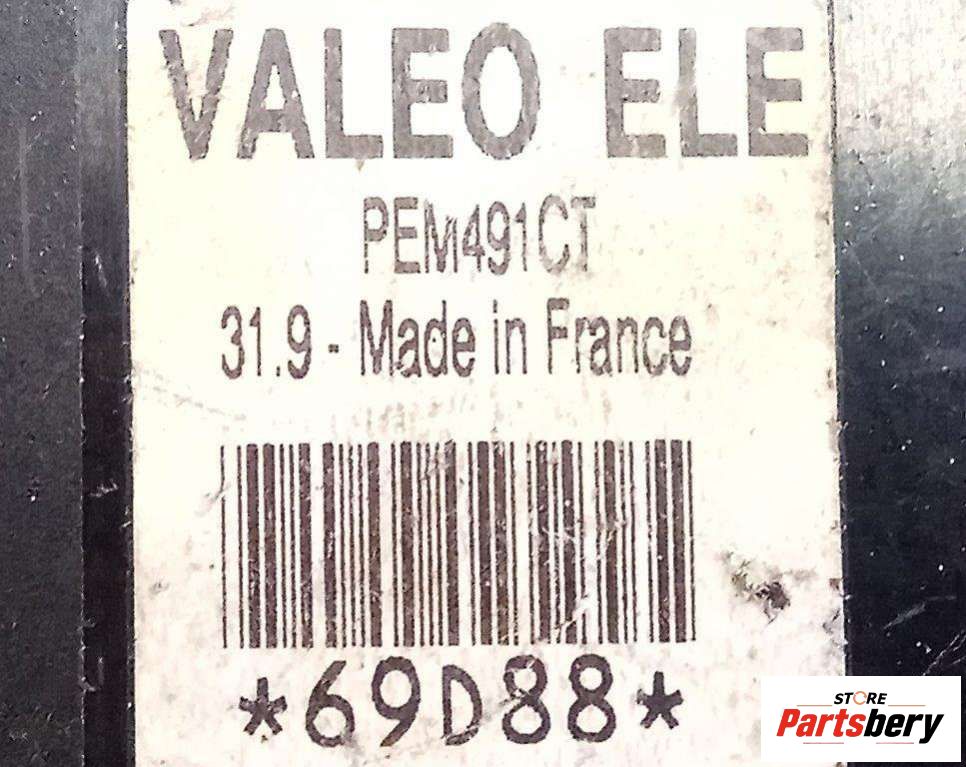 VALEO ELE
PEM491CT
31.9 - Made in France
*69D88*
STORE
Partsbery